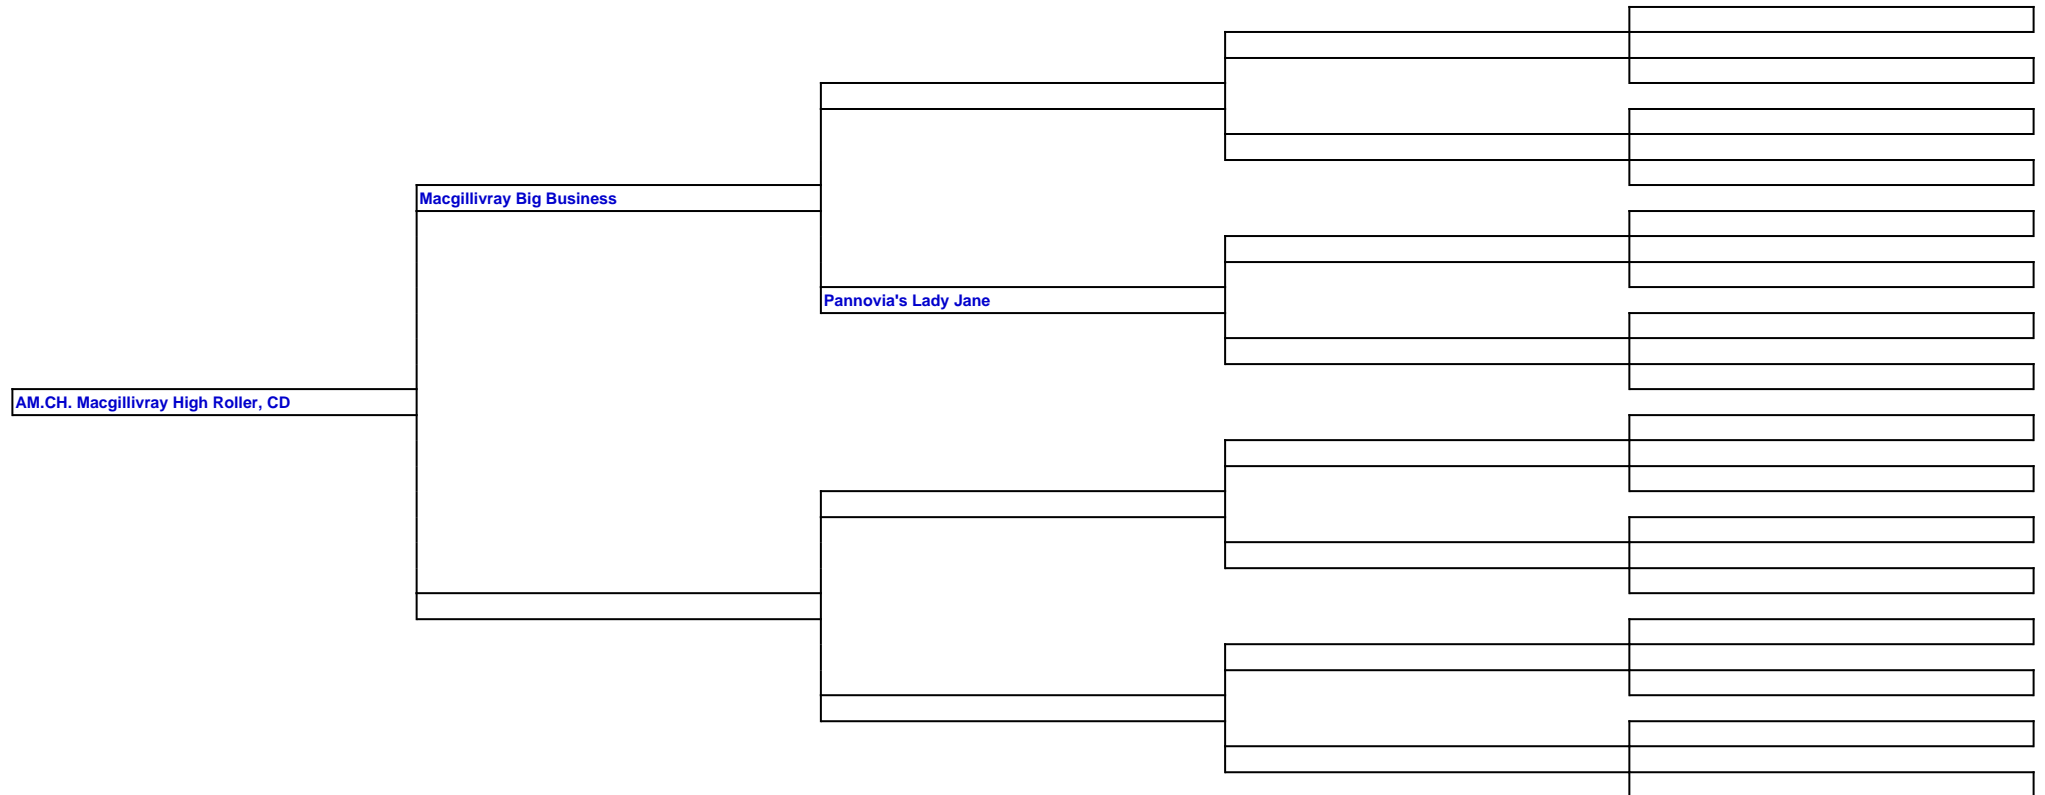 Macgillivray Big Business
Pannovia's Lady Jane
AM.CH. Macgillivray High Roller, CD